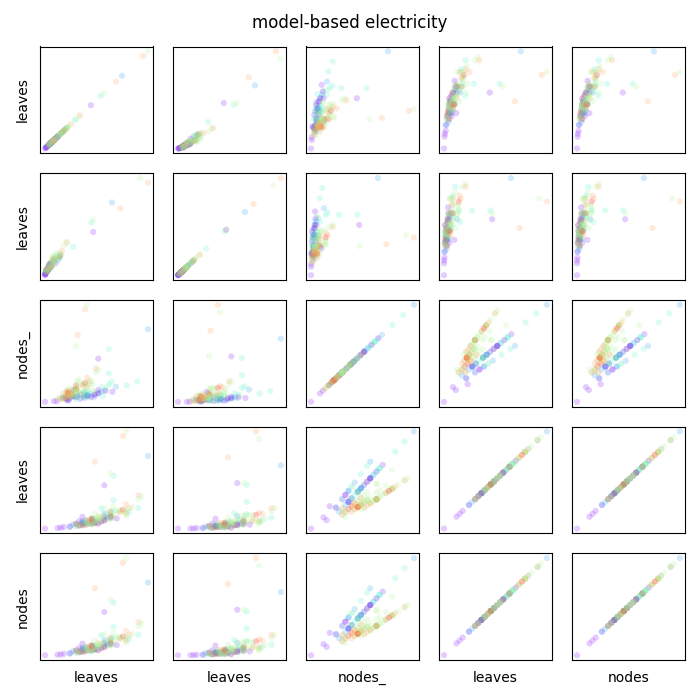 model-based electricity
leaves
leaves
nodes_
leaves
nodes
leaves leaves nodes_ leaves nodes